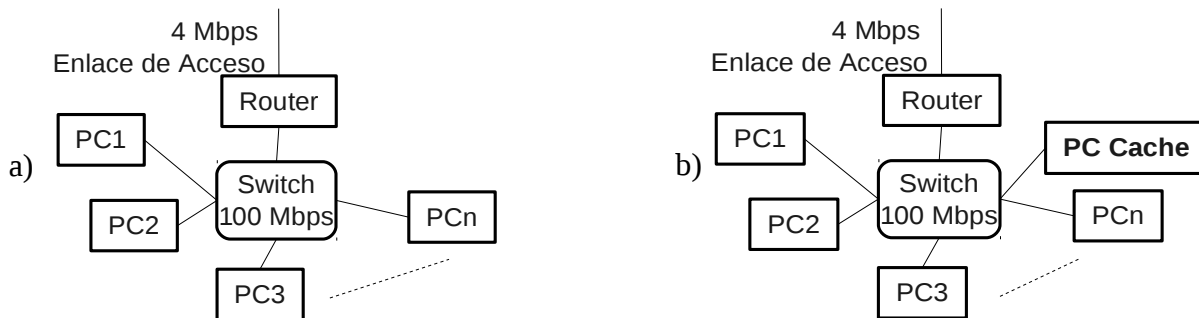 a)
4 Mbps
Enlace de Acceso
Router
PC1
Switch
100 Mbps
PC2
PCn
PC3
b)
4 Mbps
Enlace de Acceso
Router
PC1
PC Cache
Switch
100 Mbps
PC2
PCn
PC3